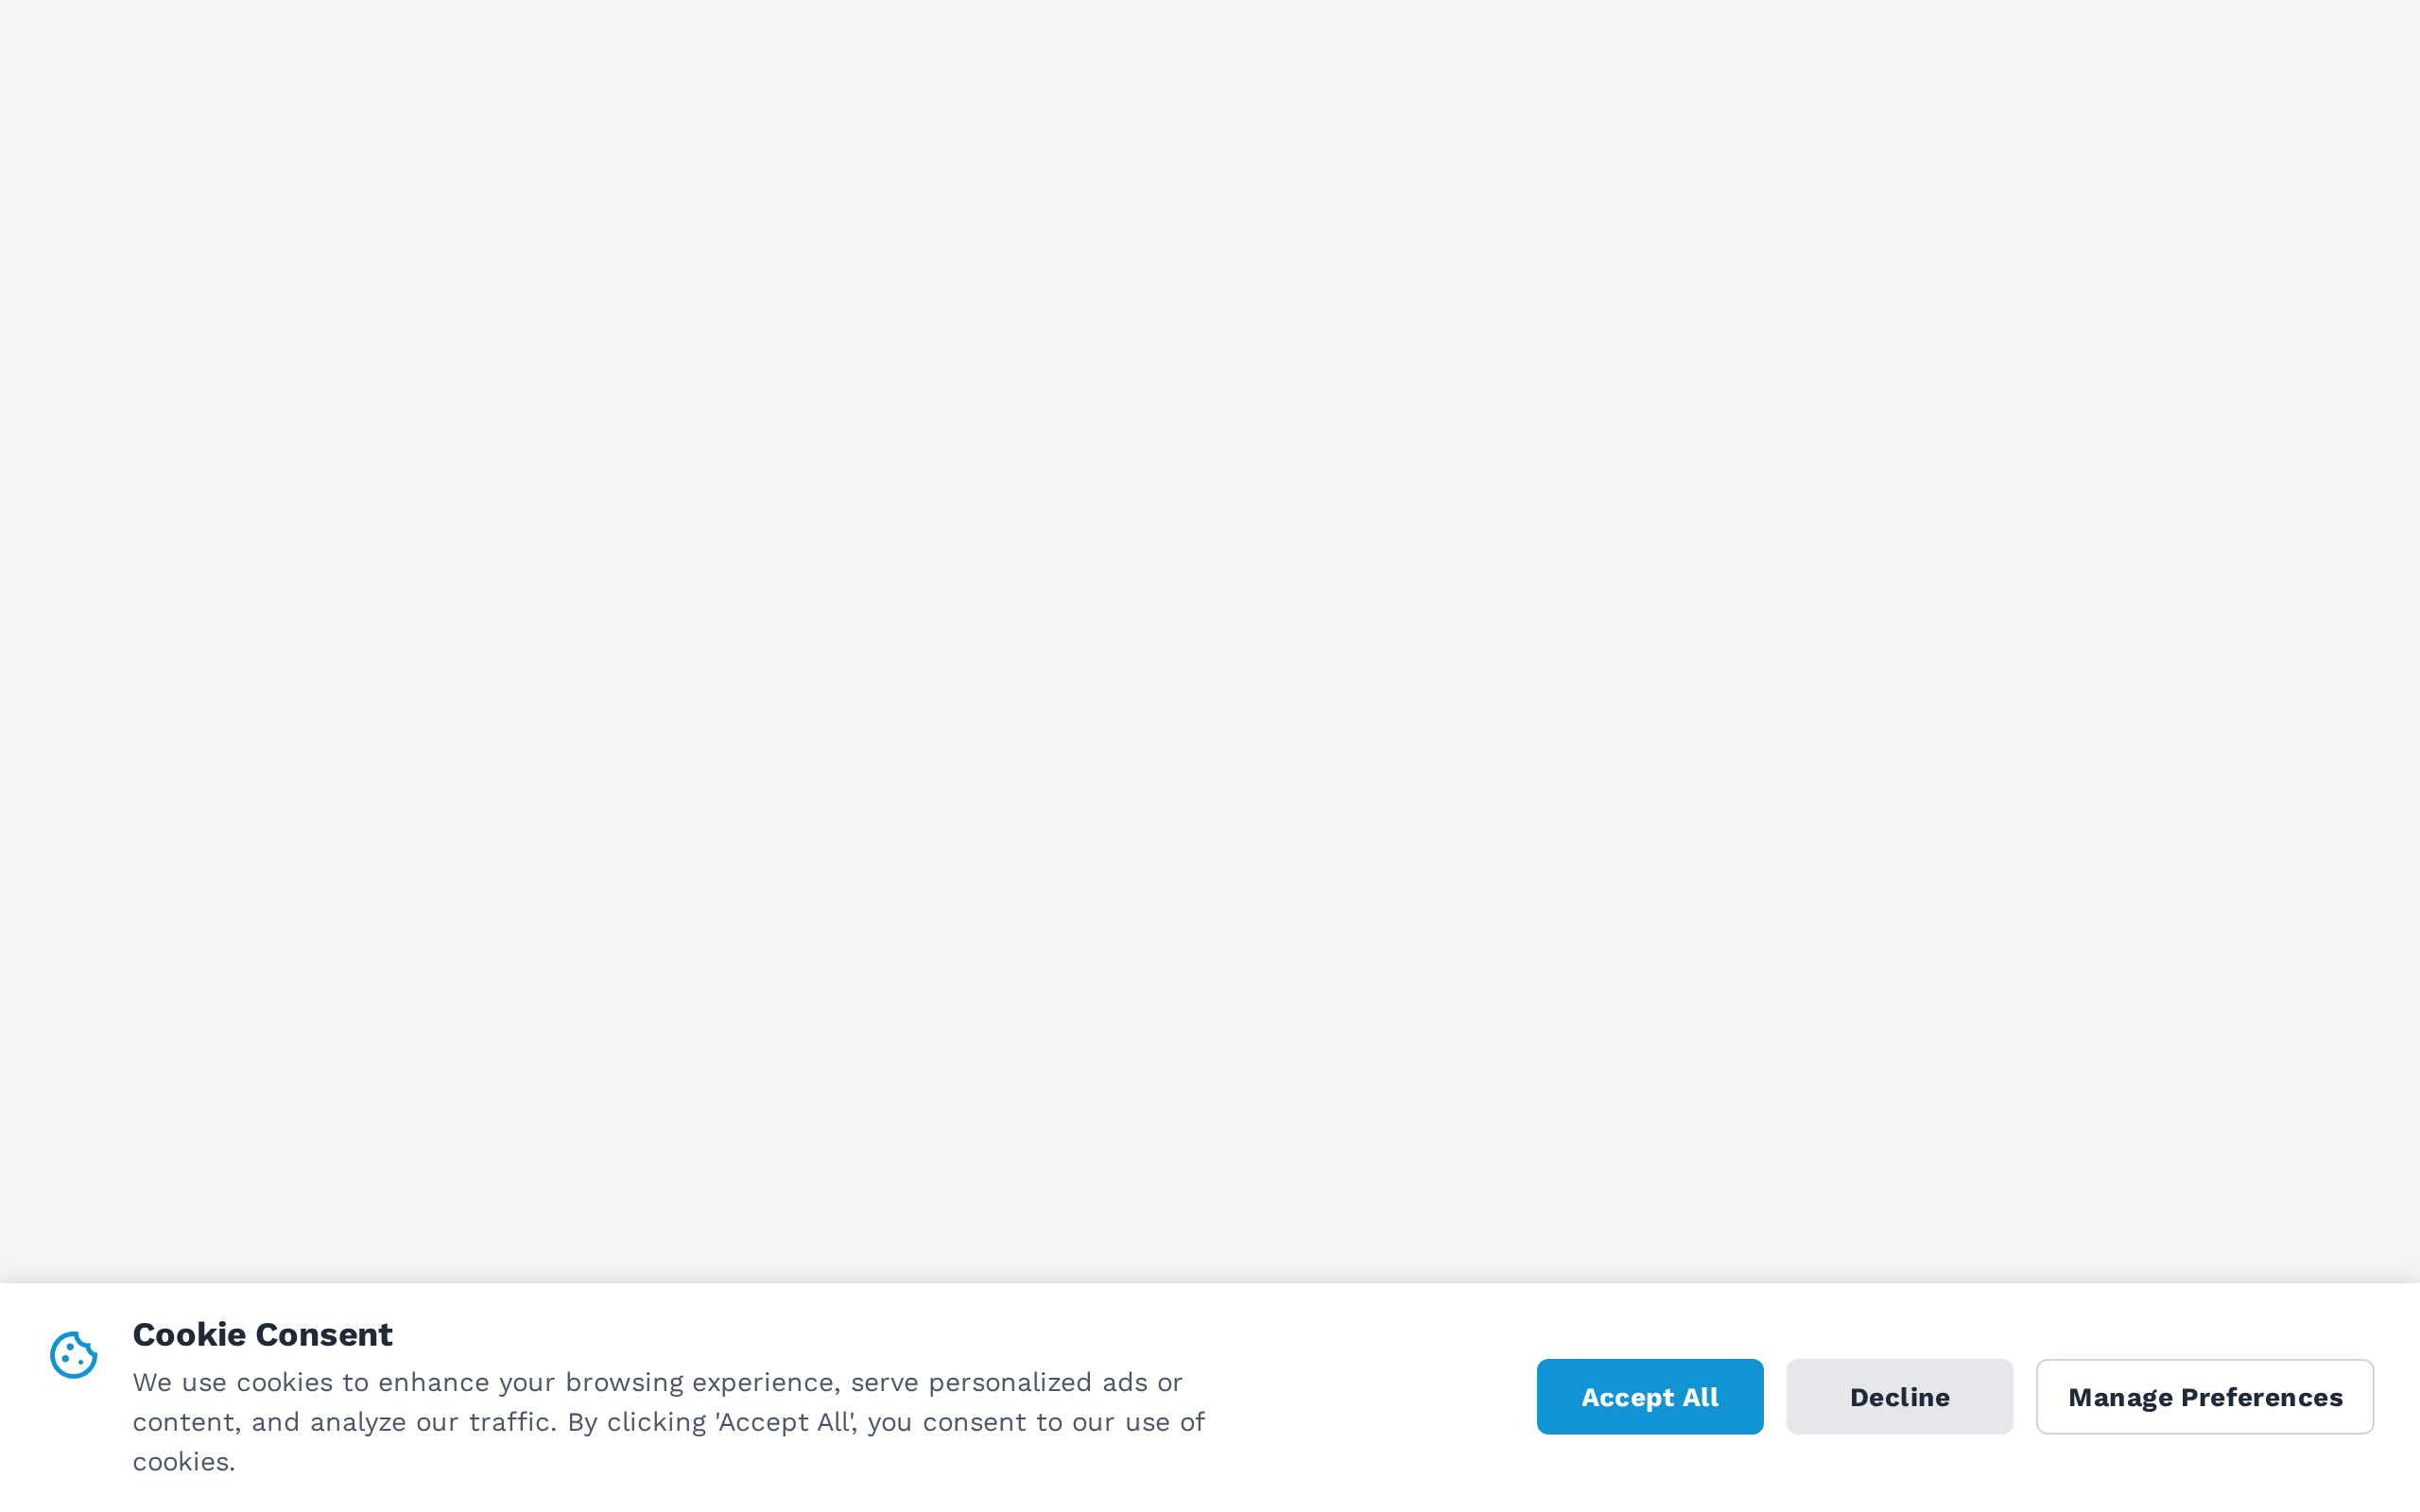 Cookie Consent
We use cookies to enhance your browsing experience, serve personalized ads or
content, and analyze our traffic. By clicking 'Accept All', you consent to our use of
cookies.
Accept All
Decline
Manage Preferences